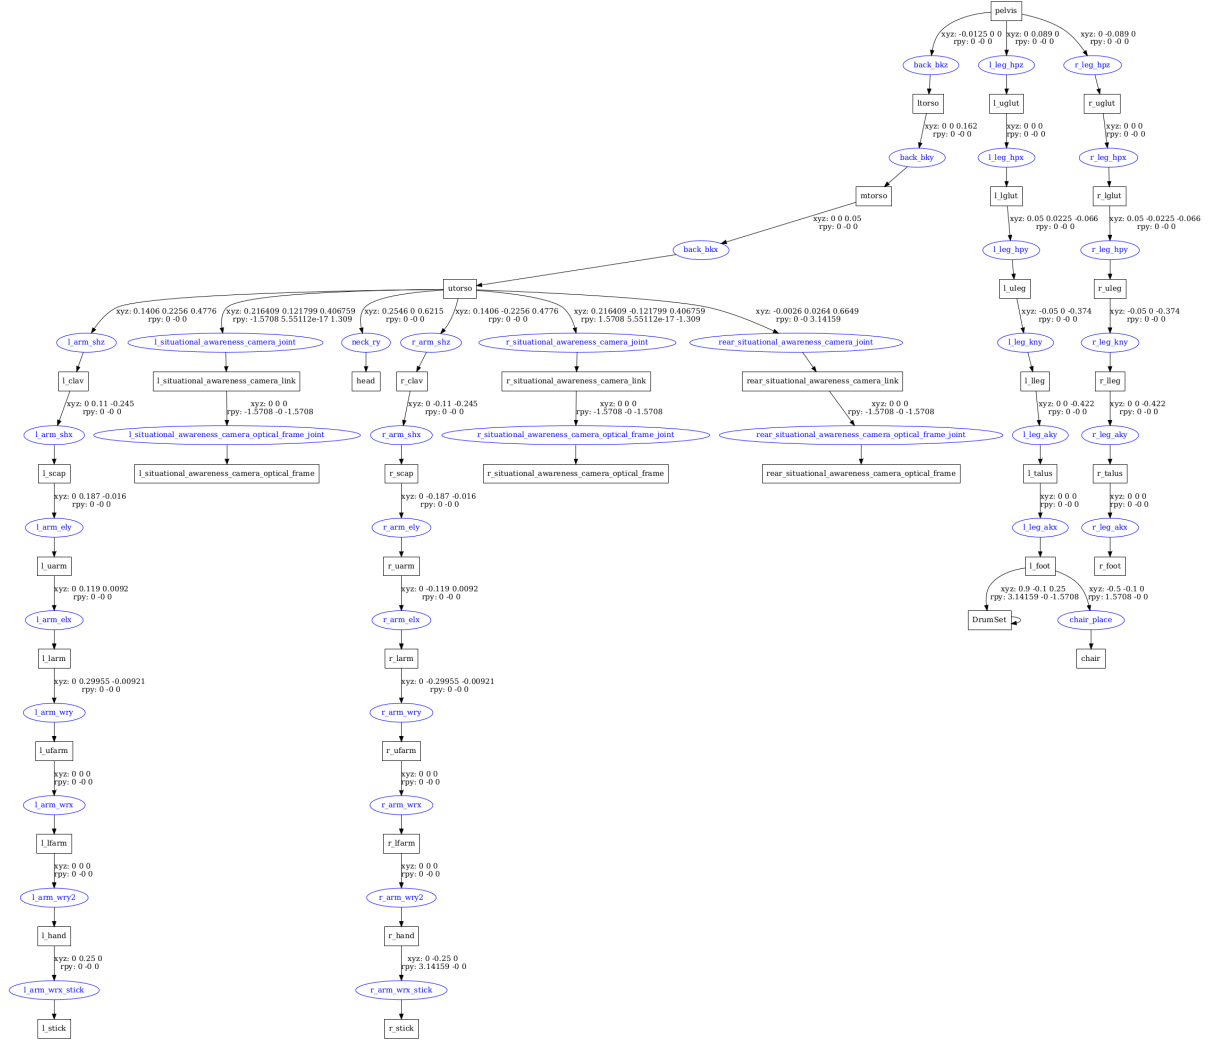 pelvis
xyz: -0.0125 0 0
rpy: 0 -0 0
xyz: 0 0.089 0
rpy: 0 -0 0
xyz: 0 -0.089 0
rpy: 0 -0 0
back_bkz
l_leg_hpz
r_leg_hpz
ltorso
l_uglut
r_uglut
xyz: 0 0 0.162
rpy: 0 -0 0
xyz: 0 0 0
rpy: 0 -0 0
xyz: 0 0 0
rpy: 0 -0 0
back_bky
l_leg_hpx
r_leg_hpx
mtorso
l_lglut
r_lglut
xyz: 0 0 0.05
rpy: 0 -0 0
xyz: 0.05 0.0225 -0.066
rpy: 0 -0 0
xyz: 0.05 -0.0225 -0.066
rpy: 0 -0 0
back_bkx
l_leg_hpy
r_leg_hpy
utorso
l_uleg
r_uleg
xyz: 0.1406 0.2256 0.4776
rpy: 0 -0 0
xyz: 0.216409 0.121799 0.406759
rpy: -1.5708 5.55112e-17 1.309
xyz: 0.2546 0 0.6215
rpy: 0 -0 0
xyz: 0.1406 -0.2256 0.4776
rpy: 0 -0 0
xyz: 0.216409 -0.121799 0.406759
rpy: 1.5708 5.55112e-17 -1.309
xyz: -0.0026 0.0264 0.6649
rpy: 0 -0 3.14159
xyz: -0.05 0 -0.374
rpy: 0 -0 0
xyz: -0.05 0 -0.374
rpy: 0 -0 0
l_arm_shz
l_situational_awareness_camera_joint
neck_ry
r_arm_shz
r_situational_awareness_camera_joint
rear_situational_awareness_camera_joint
l_leg_kny
r_leg_kny
l_clav
l_situational_awareness_camera_link
head
r_clav
r_situational_awareness_camera_link
rear_situational_awareness_camera_link
l_lleg
r_lleg
xyz: 0 0.11 -0.245
rpy: 0 -0 0
xyz: 0 0 0
rpy: -1.5708 -0 -1.5708
xyz: 0 -0.11 -0.245
rpy: 0 -0 0
xyz: 0 0 0
rpy: -1.5708 -0 -1.5708
xyz: 0 0 0
rpy: -1.5708 -0 -1.5708
xyz: 0 0 -0.422
rpy: 0 -0 0
xyz: 0 0 -0.422
rpy: 0 -0 0
l_arm_shx
l_situational_awareness_camera_optical_frame_joint
r_arm_shx
r_situational_awareness_camera_optical_frame_joint
rear_situational_awareness_camera_optical_frame_joint
l_leg_aky
r_leg_aky
l_scap
l_situational_awareness_camera_optical_frame
r_scap
r_situational_awareness_camera_optical_frame
rear_situational_awareness_camera_optical_frame
l_talus
r_talus
xyz: 0 0.187 -0.016
rpy: 0 -0 0
xyz: 0 -0.187 -0.016
rpy: 0 -0 0
xyz: 0 0 0
rpy: 0 -0 0
xyz: 0 0 0
rpy: 0 -0 0
l_arm_ely
r_arm_ely
l_leg_akx
r_leg_akx
l_uarm
r_uarm
l_foot
r_foot
xyz: 0 0.119 0.0092
rpy: 0 -0 0
xyz: 0 -0.119 0.0092
rpy: 0 -0 0
xyz: 0.9 -0.1 0.25
rpy: 3.14159 -0 -1.5708
xyz: -0.5 -0.1 0
rpy: 1.5708 -0 0
l_arm_elx
r_arm_elx
DrumSet
chair_place
l_larm
r_larm
chair
xyz: 0 0.29955 -0.00921
rpy: 0 -0 0
xyz: 0 -0.29955 -0.00921
rpy: 0 -0 0
l_arm_wry
r_arm_wry
l_ufarm
r_ufarm
xyz: 0 0 0
rpy: 0 -0 0
xyz: 0 0 0
rpy: 0 -0 0
l_arm_wrx
r_arm_wrx
l_lfarm
r_lfarm
xyz: 0 0 0
rpy: 0 -0 0
xyz: 0 0 0
rpy: 0 -0 0
l_arm_wry2
r_arm_wry2
l_hand
r_hand
xyz: 0 0.25 0
rpy: 0 -0 0
xyz: 0 -0.25 0
rpy: 3.14159 -0 0
l_arm_wrx_stick
r_arm_wrx_stick
l_stick
r_stick